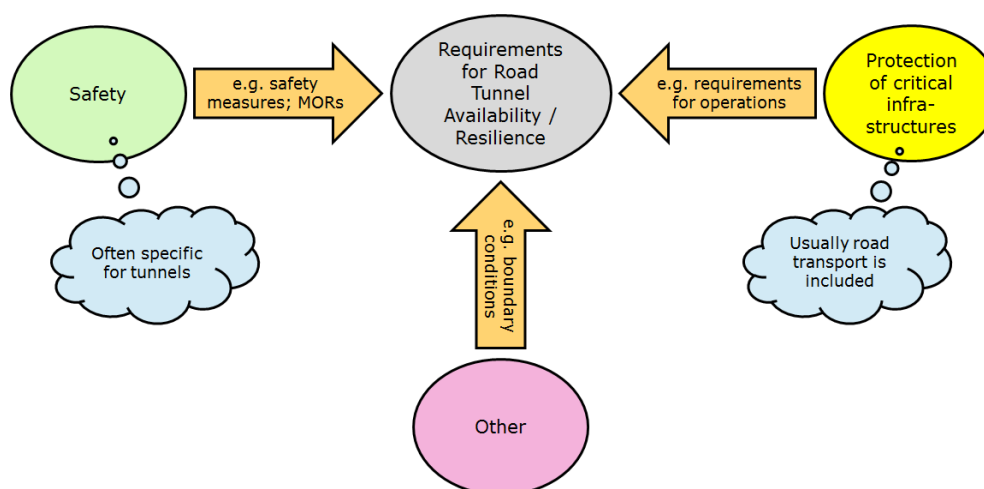 Safety
e.g. safety
measures; MORs
Requirements
for Road
Tunnel
Availability /
Resilience
e.g. requirements
for operations
Protection
of critical
infra-
structures
Often specific
for tunnels
e.g. boundary
conditions
Usually road
transport is
included
Other